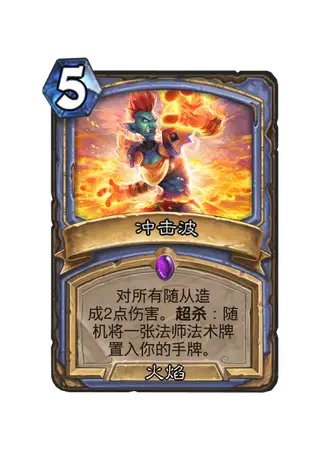 5
冲击波
对所有随从造
成2点伤害。超杀：随
机将一张法师法术牌
置入你的手牌。
火焰